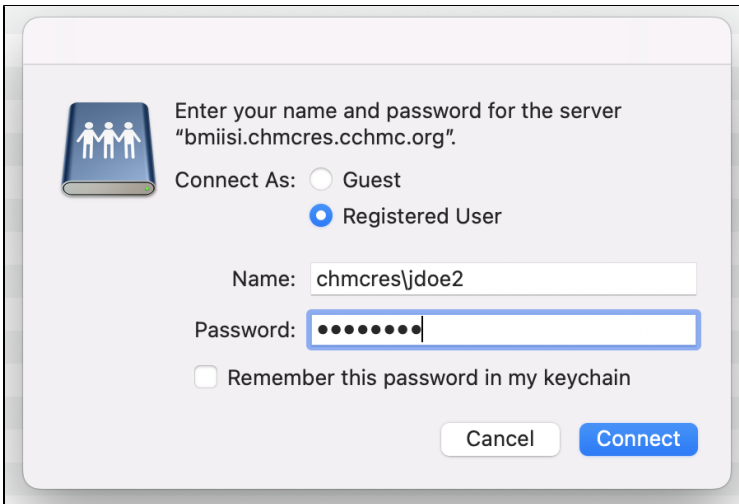 Enter your name and password for the server
“bmiisi.chmcres.cchmc.org”.
Connect As: Guest
Registered User
Name: chmcres\jdoe2
Password: ••••••••
Remember this password in my keychain
Cancel Connect